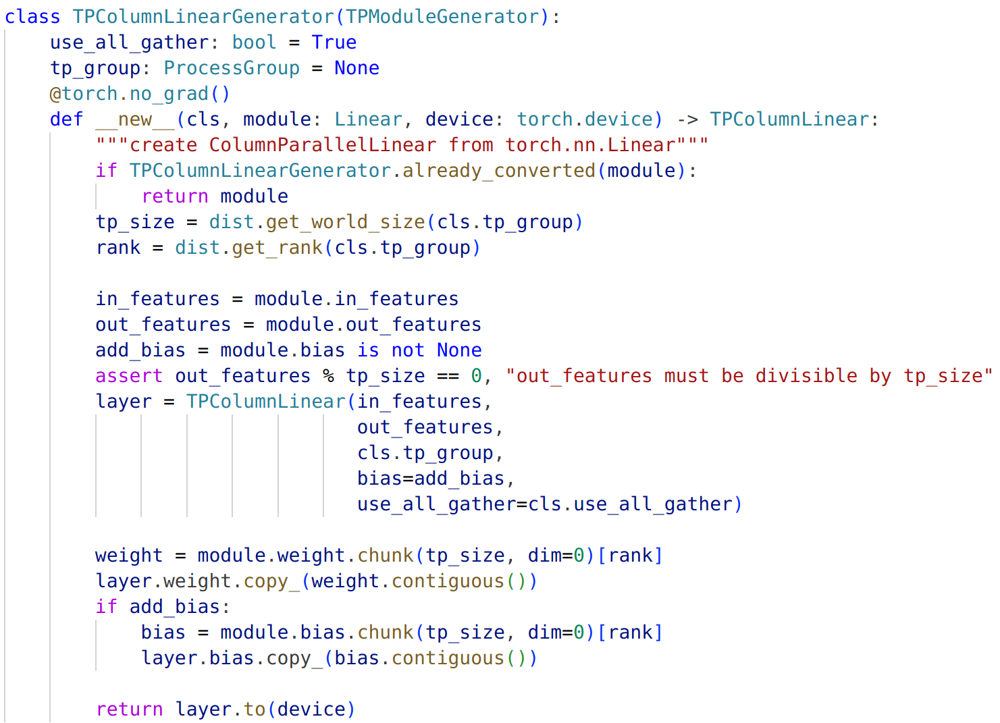 class TPColumnLinearGenerator(TPModuleGenerator):
    use_all_gather: bool = True
    tp_group: ProcessGroup = None
    @torch.no_grad()
    def __new__(cls, module: Linear, device: torch.device) -> TPColumnLinear:
        """create ColumnParallelLinear from torch.nn.Linear"""
        if TPColumnLinearGenerator.already_converted(module):
            return module
        tp_size = dist.get_world_size(cls.tp_group)
        rank = dist.get_rank(cls.tp_group)

        in_features = module.in_features
        out_features = module.out_features
        add_bias = module.bias is not None
        assert out_features % tp_size == 0, "out_features must be divisible by tp_size"
        layer = TPColumnLinear(in_features,
                               out_features,
                               cls.tp_group,
                               bias=add_bias,
                               use_all_gather=cls.use_all_gather)

        weight = module.weight.chunk(tp_size, dim=0)[rank]
        layer.weight.copy_(weight.contiguous())
        if add_bias:
            bias = module.bias.chunk(tp_size, dim=0)[rank]
            layer.bias.copy_(bias.contiguous())

        return layer.to(device)